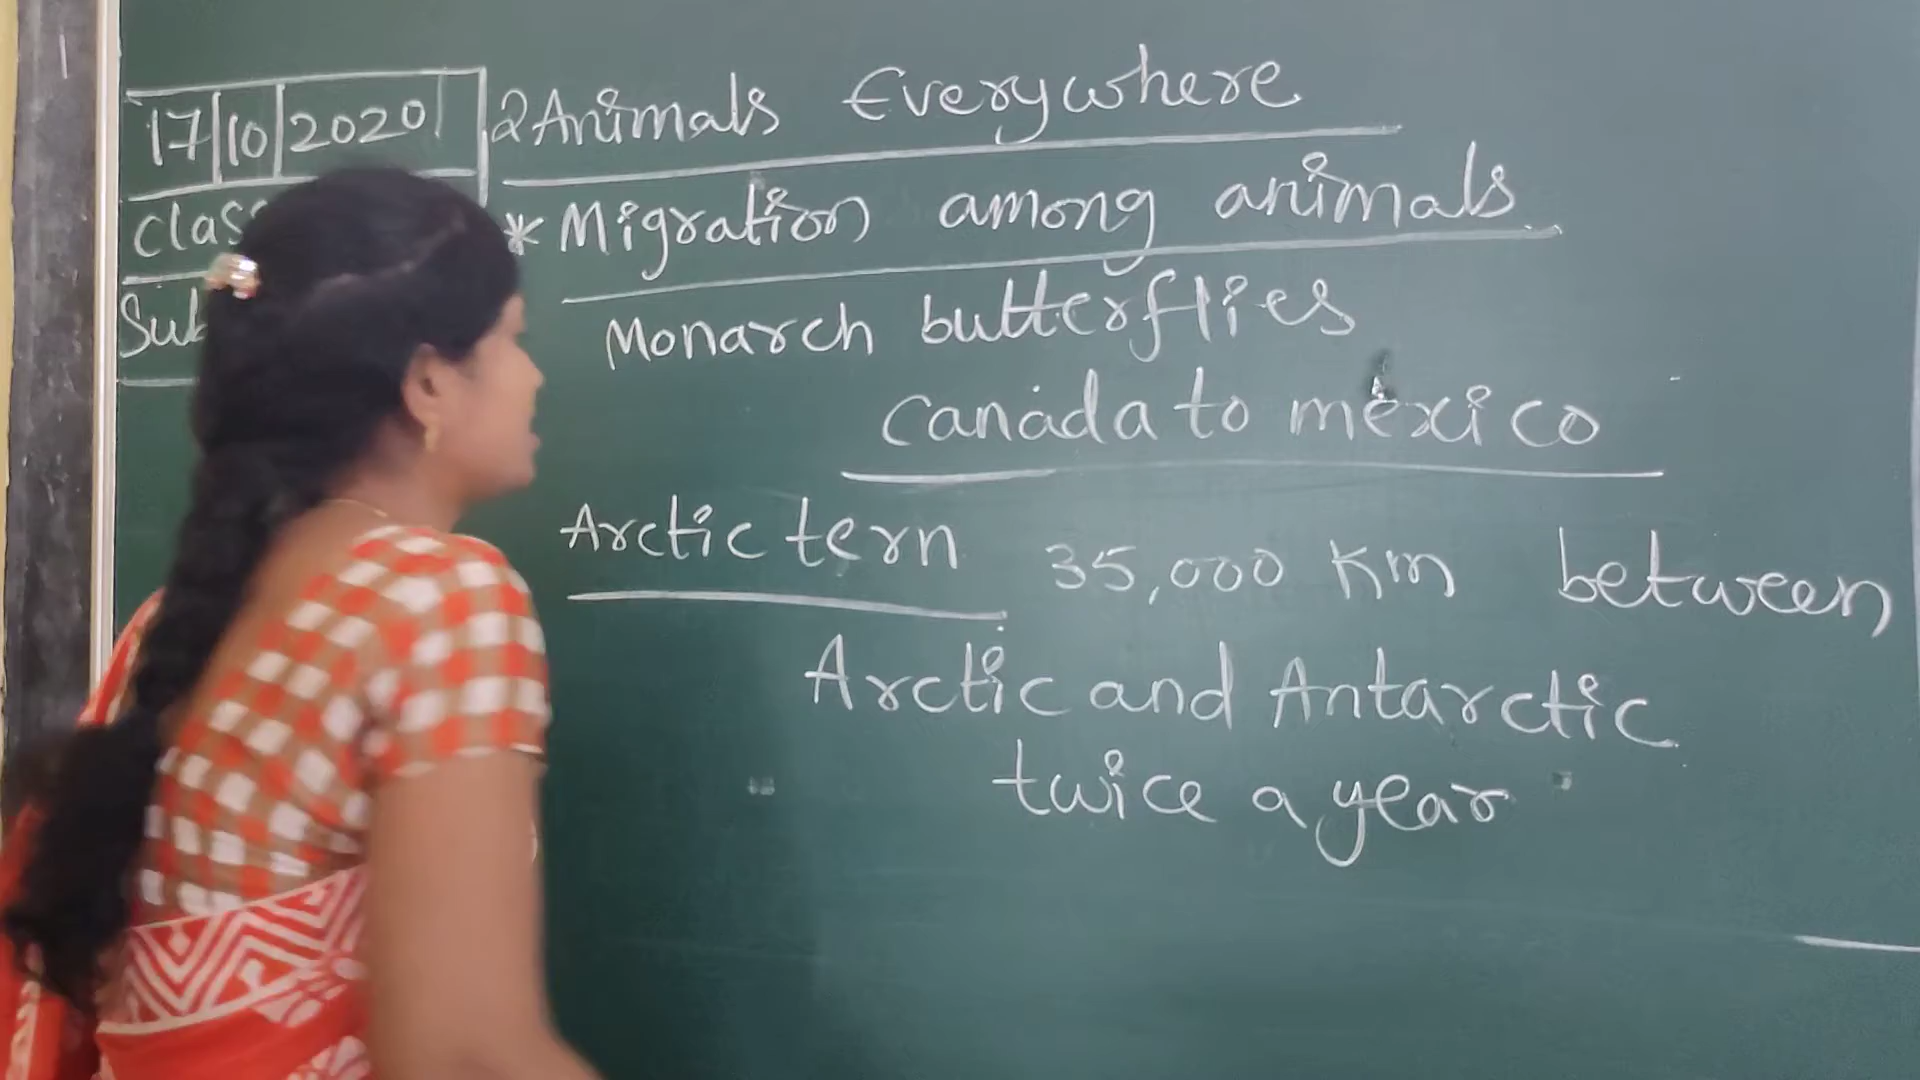 17/10/2020
2 Animals Everywhere
* Migration among animals
Monarch butterflies
Canada to mexico
Arctic tern 35,000 Km between
Arctic and Antarctic
twice a year